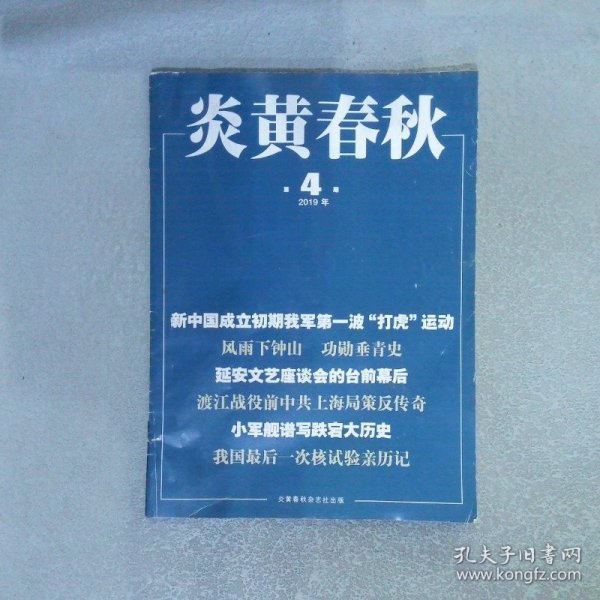 炎黄春秋
第 4 期
2019 年
新中国成立初期我军第一波“打虎”运动
风雨下钟山 功勋垂青史
延安文艺座谈会的台前幕后
渡江战役前中共上海局策反传奇
小军舰谱写跌宕大历史
我国最后一次核试验亲历记
炎黄春秋杂志社出版
孔夫子旧书网
www.kongfz.com